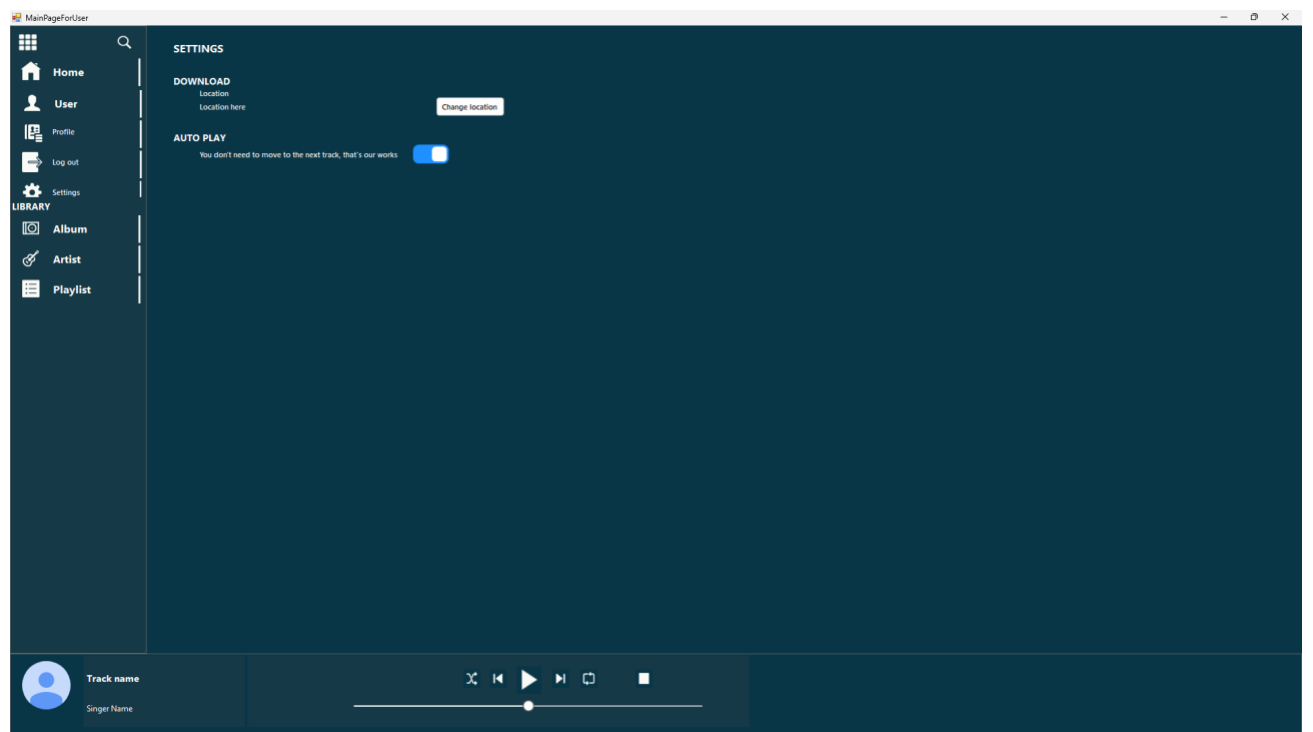 MainPageForUser
Home
User
Profile
Log out
Settings
LIBRARY
Album
Artist
Playlist
SETTINGS
DOWNLOAD
Location
Location here
Change location
AUTO PLAY
You don't need to move to the next track, that's our works
Track name
Singer Name